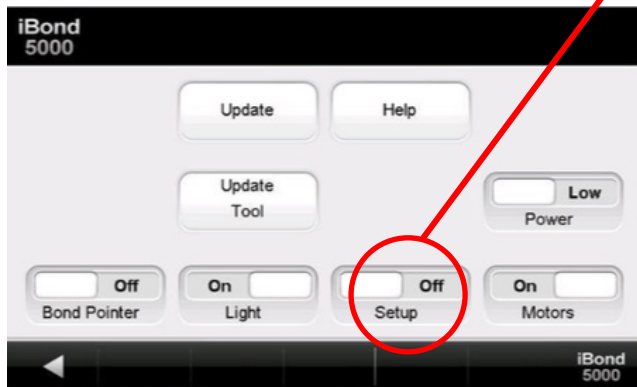 iBond
5000
Update
Help
Update
Tool
Low
Power
Off
Bond Pointer
On
Light
Off
Setup
On
Motors
iBond
5000